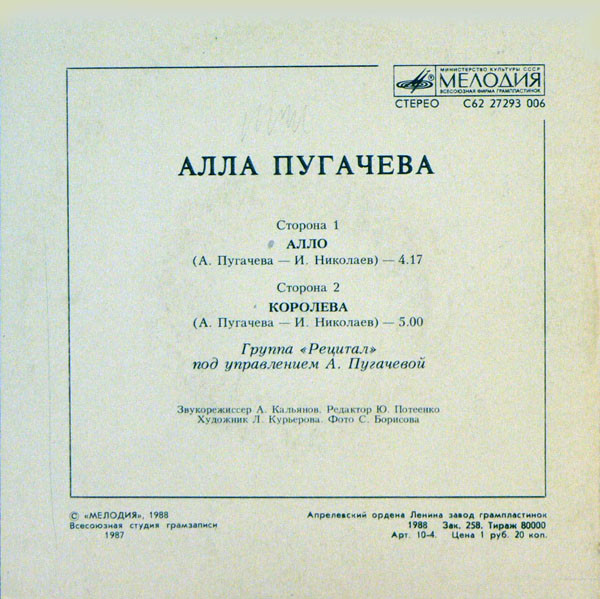 МИНИСТЕРСТВО КУЛЬТУРЫ СССР
МЕЛОДИЯ
ВСЕСОЮЗНАЯ ФИРМА ГРАМПЛАСТИНОК
СТЕРЕО С62 27293 006
АЛЛА ПУГАЧЕВА
Сторона 1
АЛЛО
(А. Пугачева — И. Николаев) — 4.17
Сторона 2
КОРОЛЕВА
(А. Пугачева — И. Николаев) — 5.00
Группа «Рецитал»
под управлением А. Пугачевой
Звукорежиссер А. Кальянов. Редактор Ю. Потеенко
Художник Л. Курьерова. Фото С. Борисова
© «МЕЛОДИЯ», 1988
Всесоюзная студия грамзаписи
1987
Апрелевский ордена Ленина завод грампластинок
1988 Зак. 258. Тираж 80000
Арт. 10-4. Цена 1 руб. 20 коп.